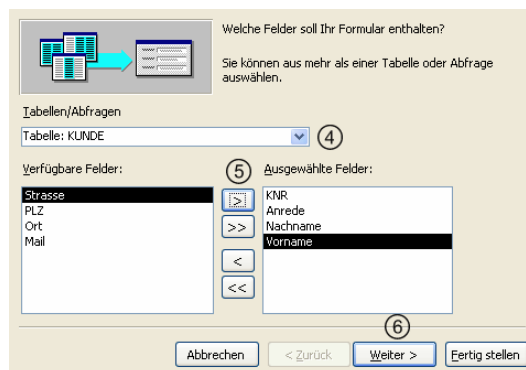 Welche Felder soll Ihr Formular enthalten?
Sie können aus mehr als einer Tabelle oder Abfrage
auswählen.
Tabellen/Abfragen
Tabelle: KUNDE
4
Verfügbare Felder:
5
Ausgewählte Felder:
Strasse
PLZ
Ort
Mail
>
>>
<
<<
KNR
Anrede
Nachname
Vorname
6
Abbrechen
< Zurück
Weiter >
Fertig stellen